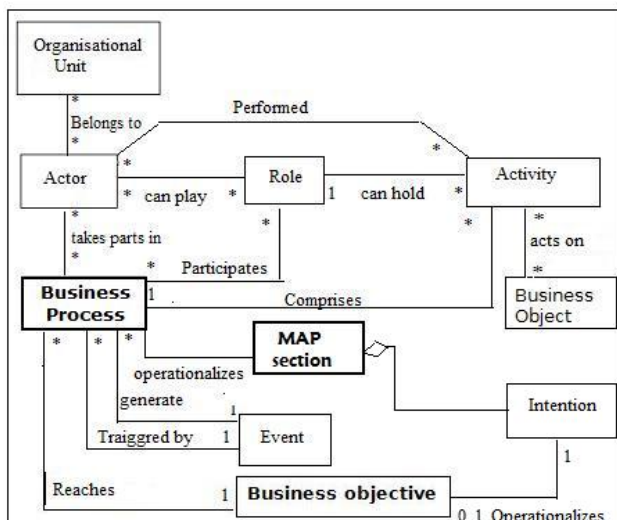 Organisational
Unit
*
Belongs to
*
Performed
Actor
*
*
can play
*
Role
1
can hold
*
*
Activity
*
takes parts in
*
*
Participates
*
*
*
acts on
*
Business
Process
1
Comprises
Business
Object
* * *
MAP
section
operationalizes
generate
1
Intention
Traiggred by
1
Event
1
Reaches
1
Business objective
0 1 Operationalizes